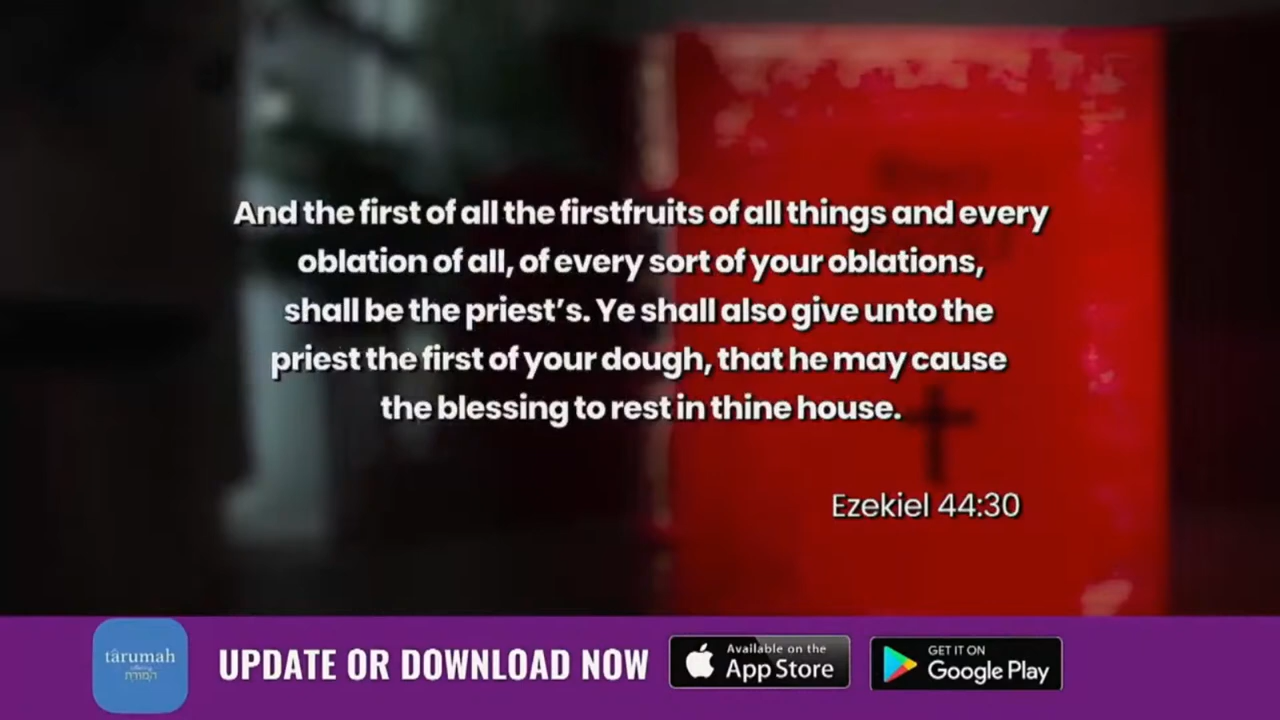 And the first of all the firstfruits of all things and every
oblation of all, of every sort of your oblations,
shall be the priest’s. Ye shall also give unto the
priest the first of your dough, that he may cause
the blessing to rest in thine house.
Ezekiel 44:30
tärumah
offering
UPDATE OR DOWNLOAD NOW
Available on the
App Store
GET IT ON
Google Play